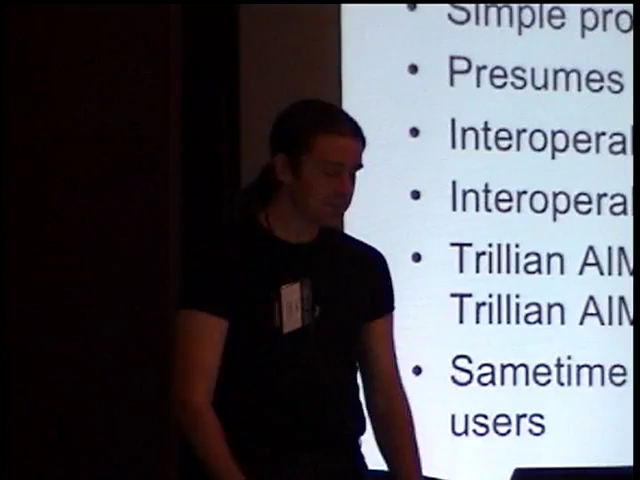 • Simple pro
• Presumes
• Interopera
• Interopera
• Trillian AIM
Trillian AIM
• Sametime
users